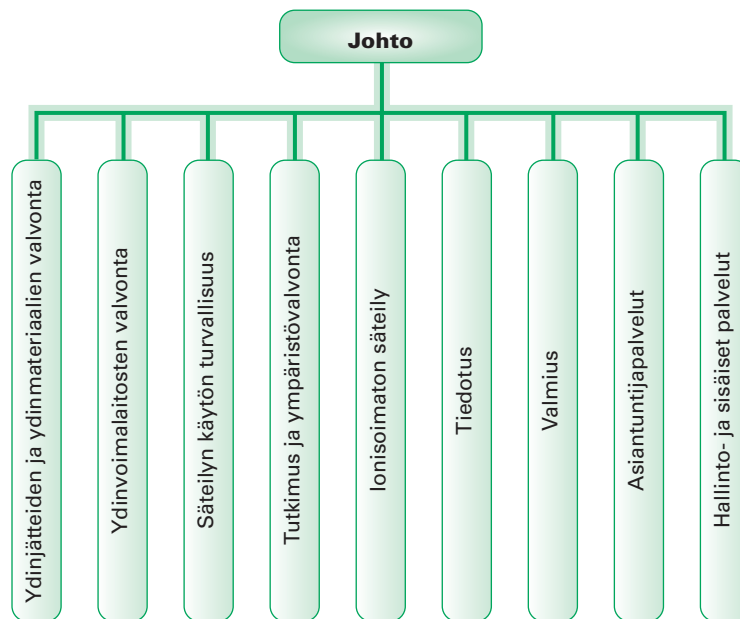 Johto
Ydinjätteiden ja ydinmateriaalien valvonta
Ydinvoimalaitosten valvonta
Säteilyn käytön turvallisuus
Tutkimus ja ympäristövalvonta
Ionisoimaton säteily
Tiedotus
Valmius
Asiantuntijapalvelut
Hallinto- ja sisäiset palvelut